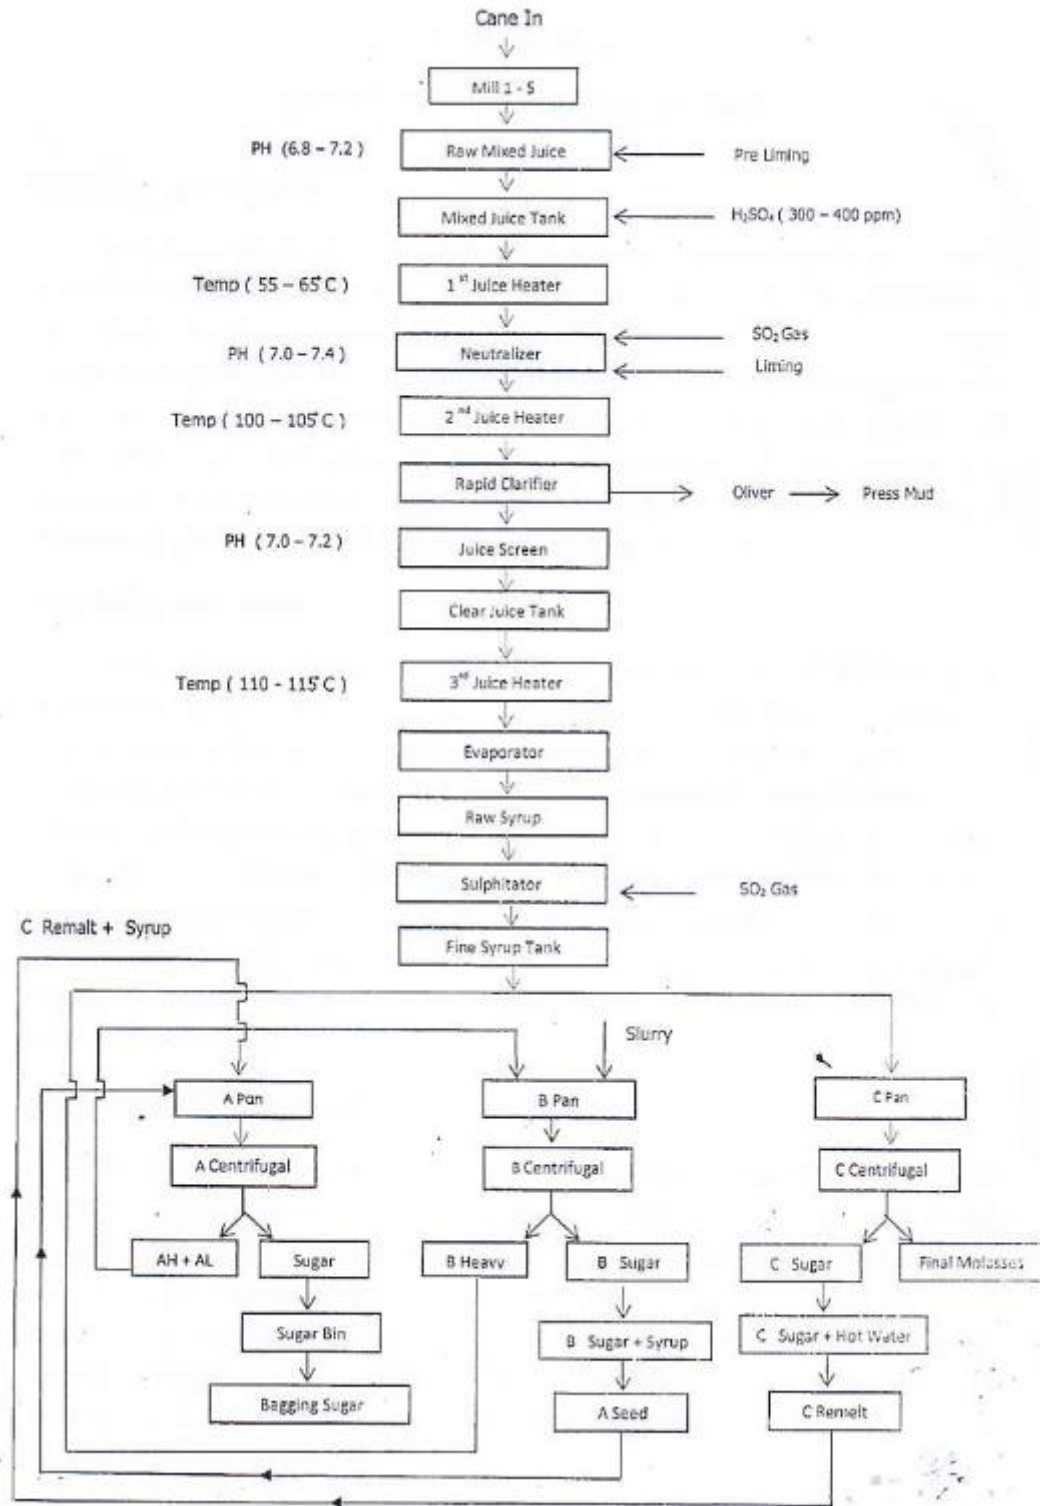 Cane In
Mill 1 - 5
PH (6.8 – 7.2 )
Raw Mixed Juice
Pre Liming
Mixed Juice Tank
H₂SO₄ ( 300 – 400 ppm)
Temp ( 55 – 65°C )
1st Juice Heater
SO₂ Gas
PH ( 7.0 – 7.4 )
Neutralizer
Liming
Temp ( 100 – 105°C )
2nd Juice Heater
Rapid Clarifier
Oliver
Press Mud
PH ( 7.0 – 7.2 )
Juice Screen
Clear Juice Tank
Temp ( 110 - 115°C )
3rd Juice Heater
Evaporator
Raw Syrup
Sulphitator
SO₂ Gas
C Remalt + Syrup
Fine Syrup Tank
Slurry
A Pan
B Pan
C Pan
A Centrifugal
B Centrifugal
C Centrifugal
AH + AL
Sugar
B Heavy
B Sugar
C Sugar
Final Molasses
Sugar Bin
B Sugar + Syrup
C Sugar + Hot Water
Bagging Sugar
A Seed
C Remelt